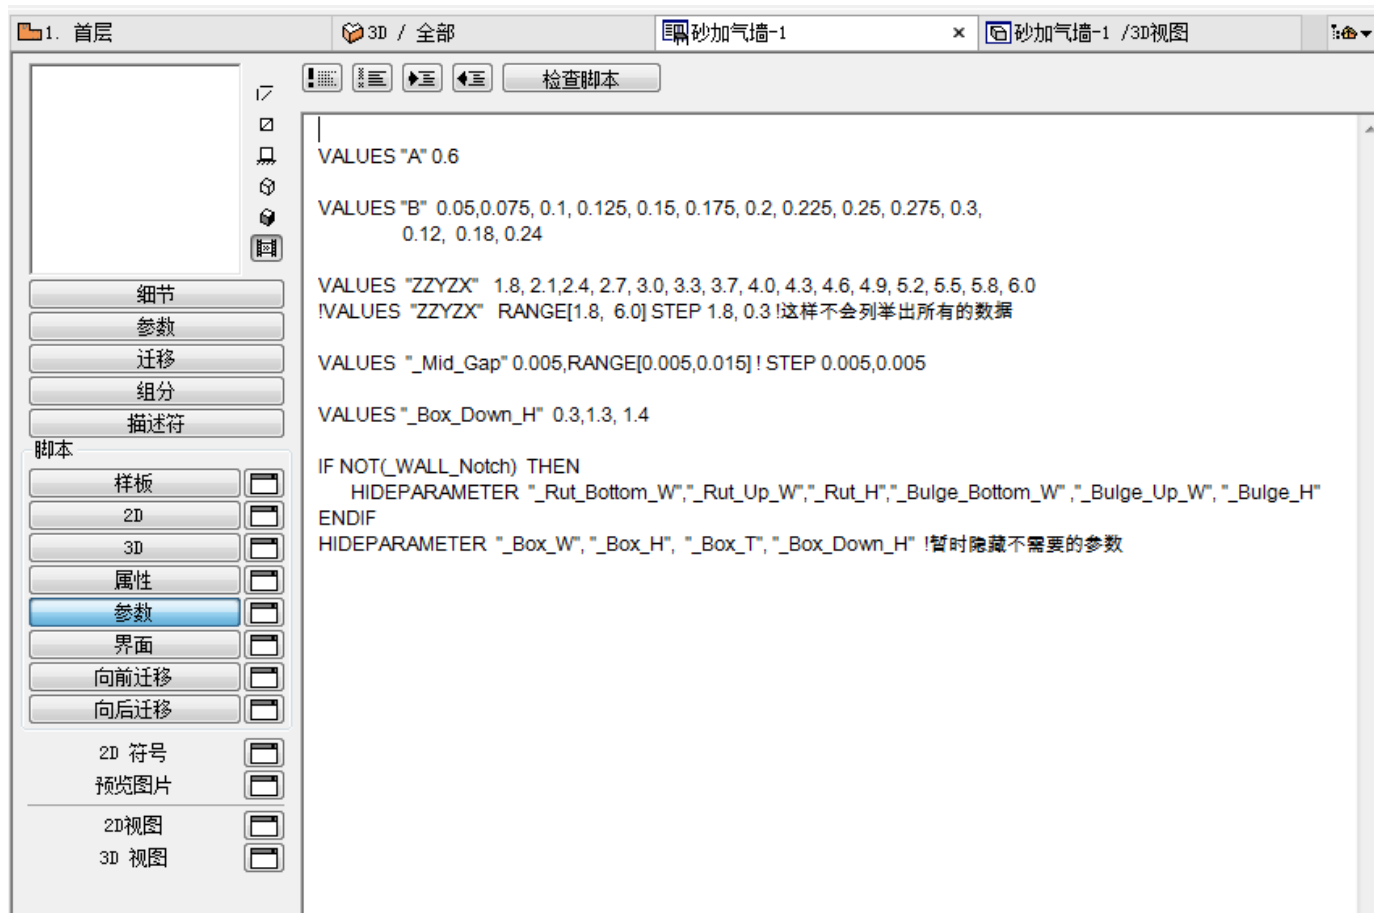 1. 首层
3D / 全部
砂加气墙-1
砂加气墙-1 /3D视图
检查脚本
细节
参数
迁移
组分
描述符
脚本
样板
2D
3D
属性
参数
界面
向前迁移
向后迁移
2D 符号
预览图片
2D视图
3D 视图
VALUES "A" 0.6
VALUES "B"  0.05,0.075, 0.1, 0.125, 0.15, 0.175, 0.2, 0.225, 0.25, 0.275, 0.3,
0.12,  0.18, 0.24
VALUES  "ZZYZX"   1.8, 2.1,2.4, 2.7, 3.0, 3.3, 3.7, 4.0, 4.3, 4.6, 4.9, 5.2, 5.5, 5.8, 6.0
!VALUES  "ZZYZX"   RANGE[1.8,  6.0] STEP 1.8, 0.3 !这样不会列举出所有的数据
VALUES  "_Mid_Gap" 0.005,RANGE[0.005,0.015] ! STEP 0.005,0.005
VALUES "_Box_Down_H"  0.3,1.3, 1.4
IF NOT(_WALL_Notch)  THEN
HIDEPARAMETER  "_Rut_Bottom_W","_Rut_Up_W","_Rut_H","_Bulge_Bottom_W" ,"_Bulge_Up_W", "_Bulge_H"
ENDIF
HIDEPARAMETER  "_Box_W", "_Box_H",  "_Box_T", "_Box_Down_H"  !暂时隐藏不需要的参数